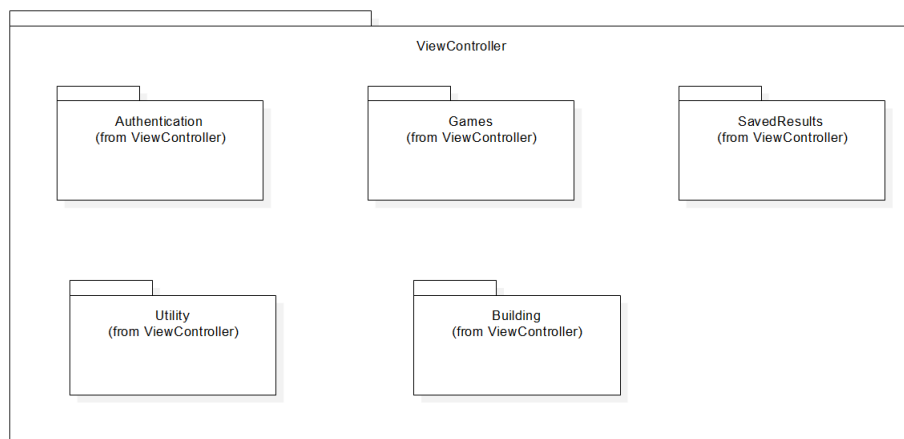 ViewController
Authentication
(from ViewController)
Games
(from ViewController)
SavedResults
(from ViewController)
Utility
(from ViewController)
Building
(from ViewController)